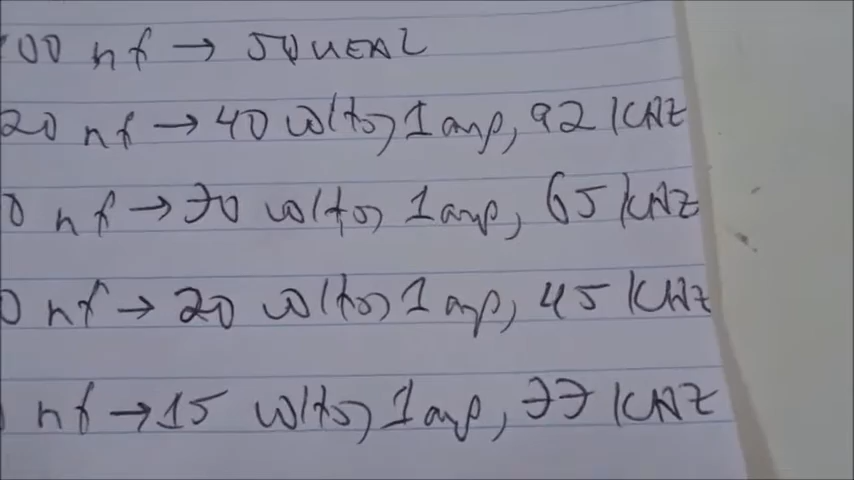 00 nf → SQUEAL
20 nf → 40 volts, 1 amp, 92 KHZ
0 nf → 30 volts, 1 amp, 65 KHZ
0 nf → 20 volts, 1 amp, 45 KHZ
nf → 15 volts, 1 amp, 33 KHZ